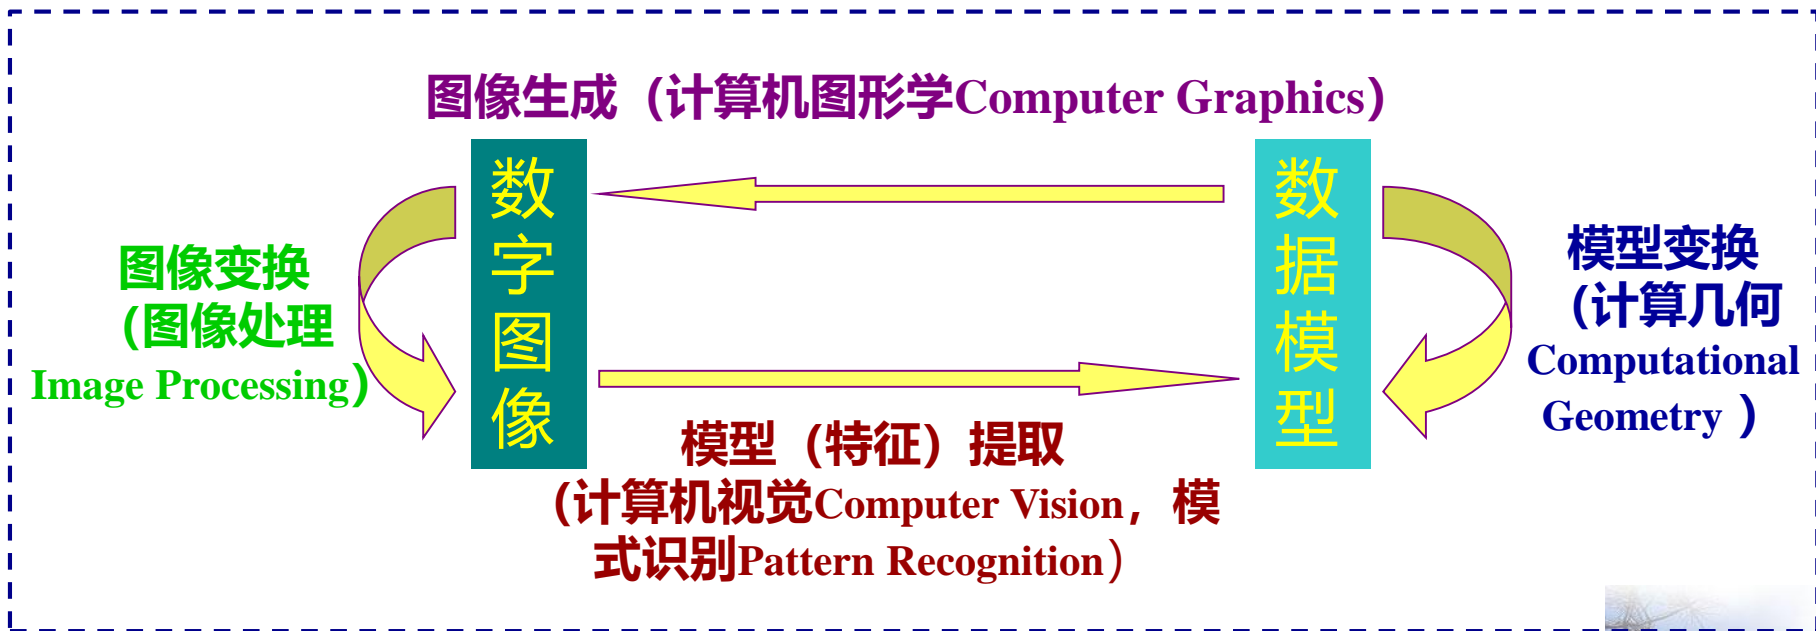 图像生成（计算机图形学Computer Graphics）
数字图像
数据模型
图像变换
（图像处理
Image Processing）
模型变换
（计算几何
Computational
Geometry ）
模型（特征）提取
（计算机视觉Computer Vision，模
式识别Pattern Recognition）